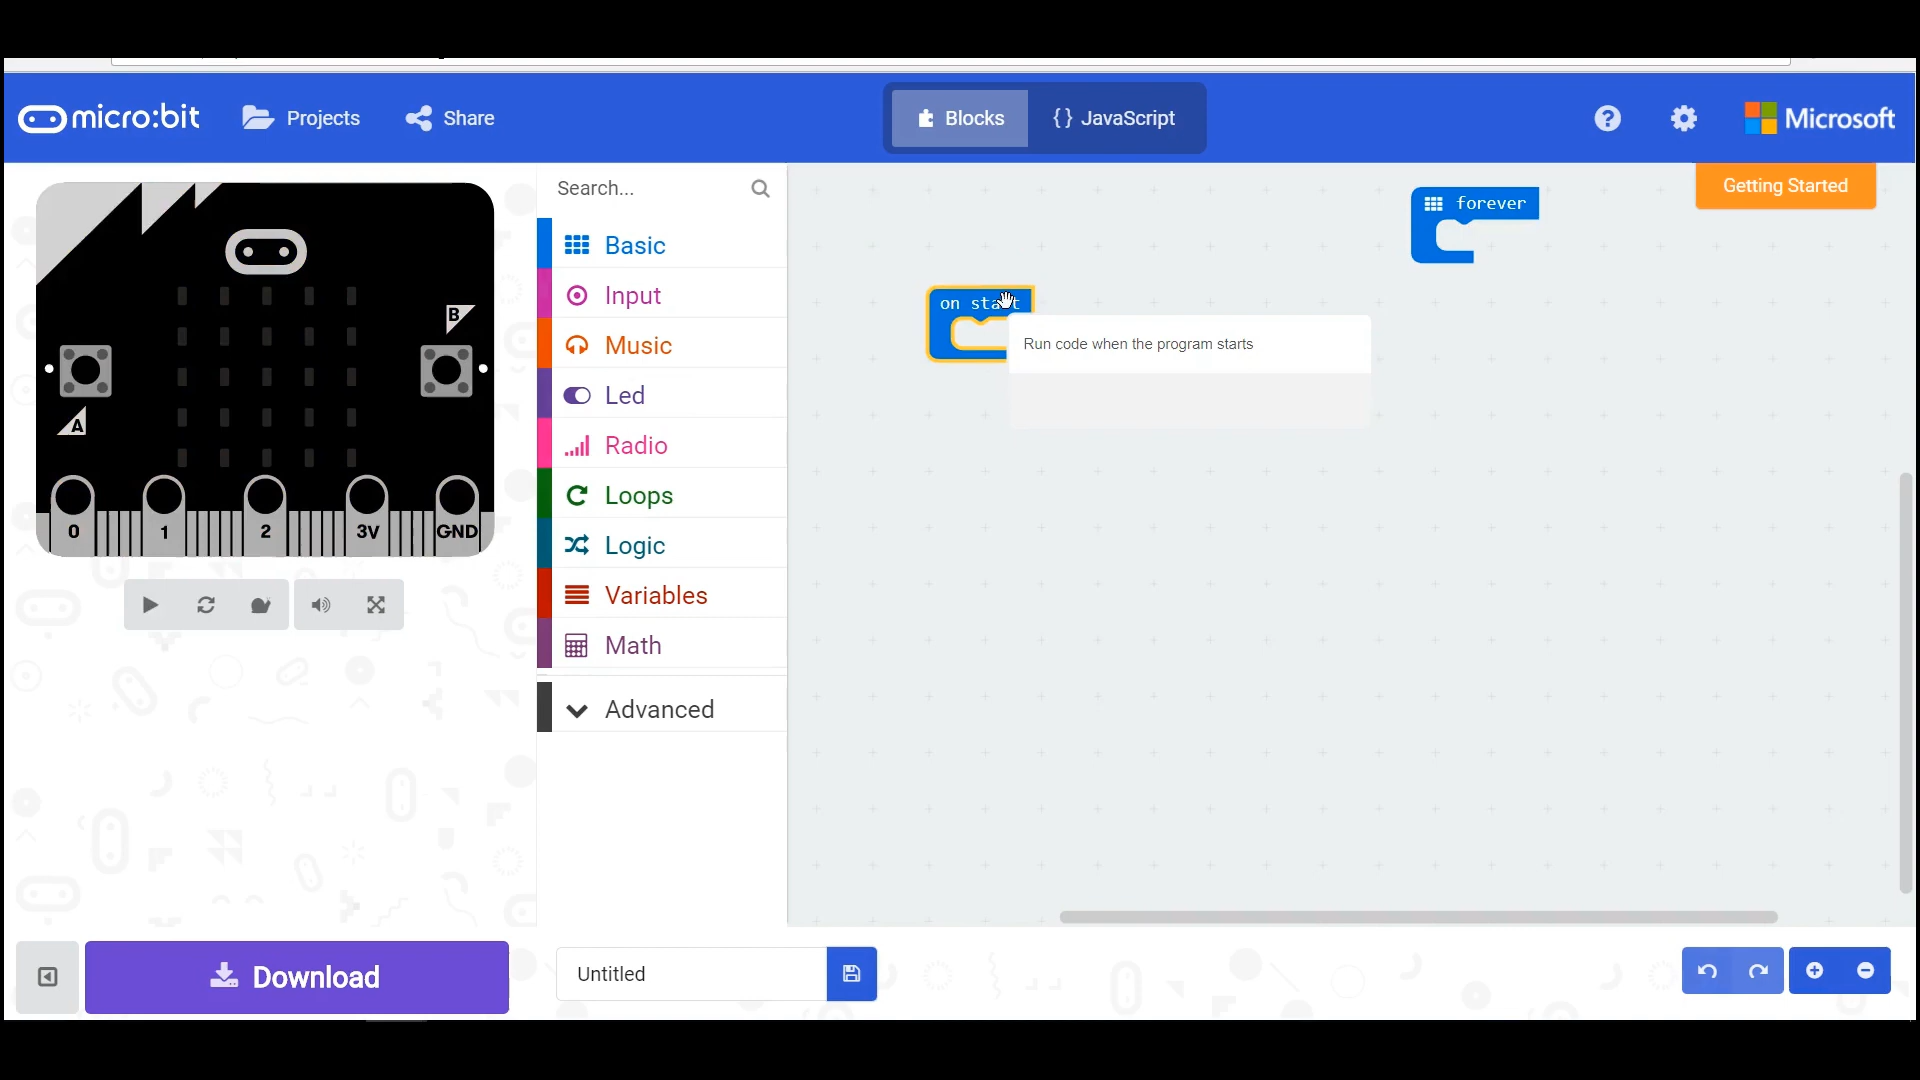 micro:bit
Projects
Share
Blocks
{} JavaScript
Microsoft
Getting Started
Search...
Basic
Input
Music
Led
Radio
Loops
Logic
Variables
Math
Advanced
B
A
0
1
2
3V
GND
forever
on start
Run code when the program starts
Download
Untitled